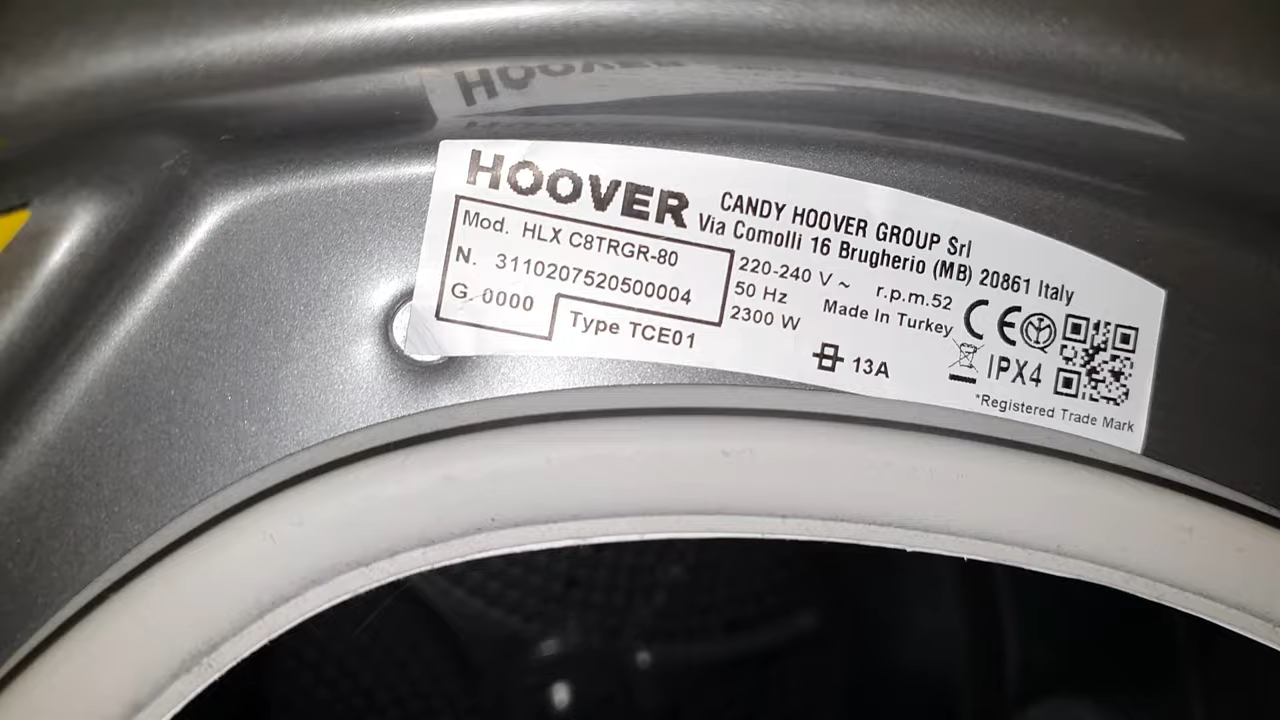 HOOVER
HOOVER
CANDY HOOVER GROUP Srl
Via Comolli 16 Brugherio (MB) 20861 Italy
Mod. HLX C8TRGR-80
N. 3110207520500004
G. 0000
Type TCE01
220-240 V ~ r.p.m.52
50 Hz Made In Turkey
2300 W
13A
CE
IPX4
*Registered Trade Mark